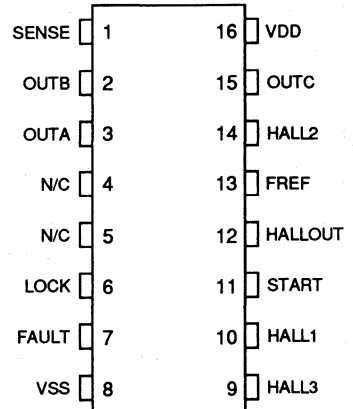 SENSE 1 16 VDD
OUTB 2 15 OUTC
OUTA 3 14 HALL2
N/C 4 13 FREF
N/C 5 12 HALLOUT
LOCK 6 11 START
FAULT 7 10 HALL1
VSS 8 9 HALL3